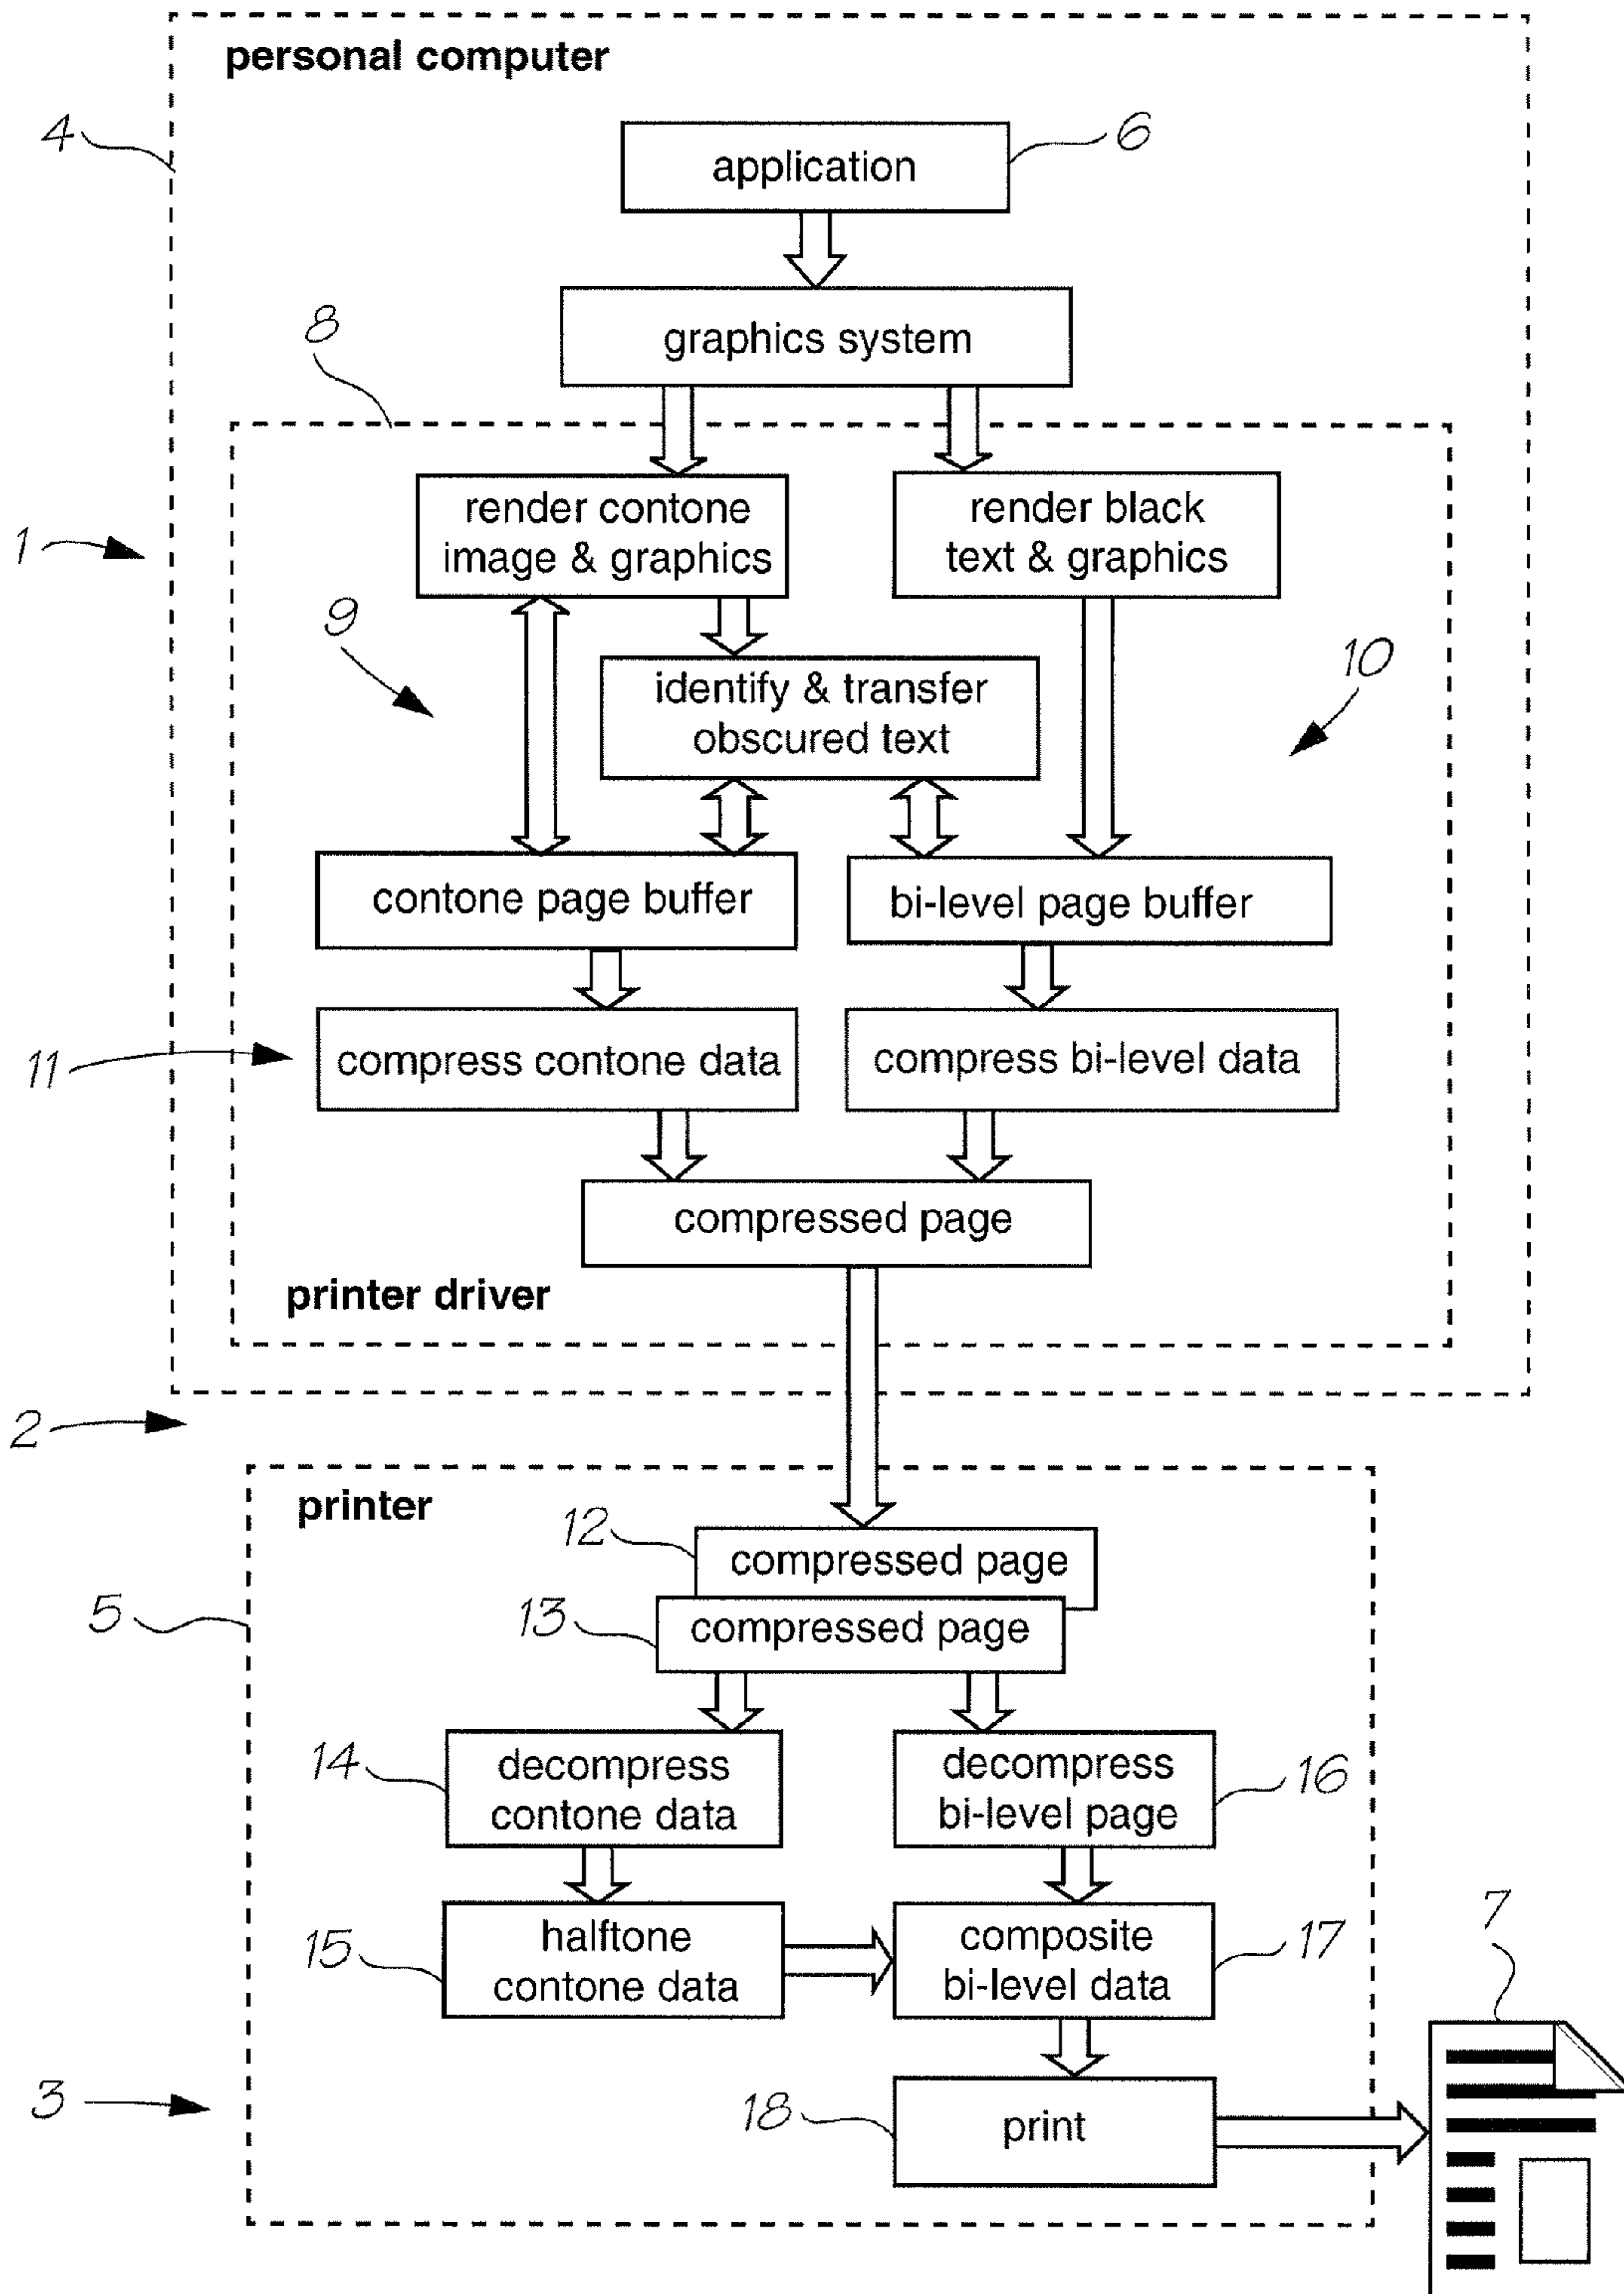 personal computer
4
application
6
graphics system
8
render contone
image & graphics
render black
text & graphics
1
9
identify & transfer
obscured text
10
contone page buffer
bi-level page buffer
11
compress contone data
compress bi-level data
compressed page
printer driver
2
printer
12
compressed page
5
13
compressed page
14
decompress
contone data
decompress
bi-level page
16
15
halftone
contone data
composite
bi-level data
17
7
3
18
print